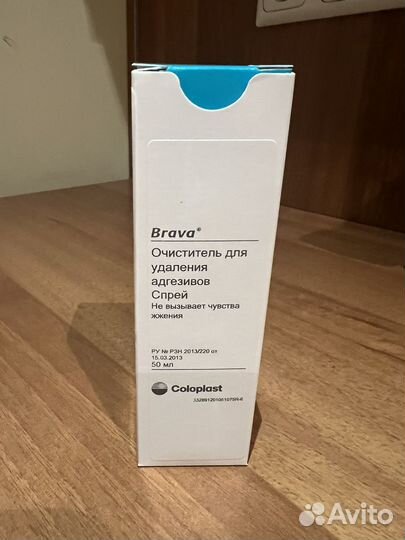 Brava®
Очиститель для
удаления
адгезивов
Спрей
Не вызывает чувства
жжения
РУ № РЗН 2013/220 от
15.03.2013
50 мл
Coloplast
Avito